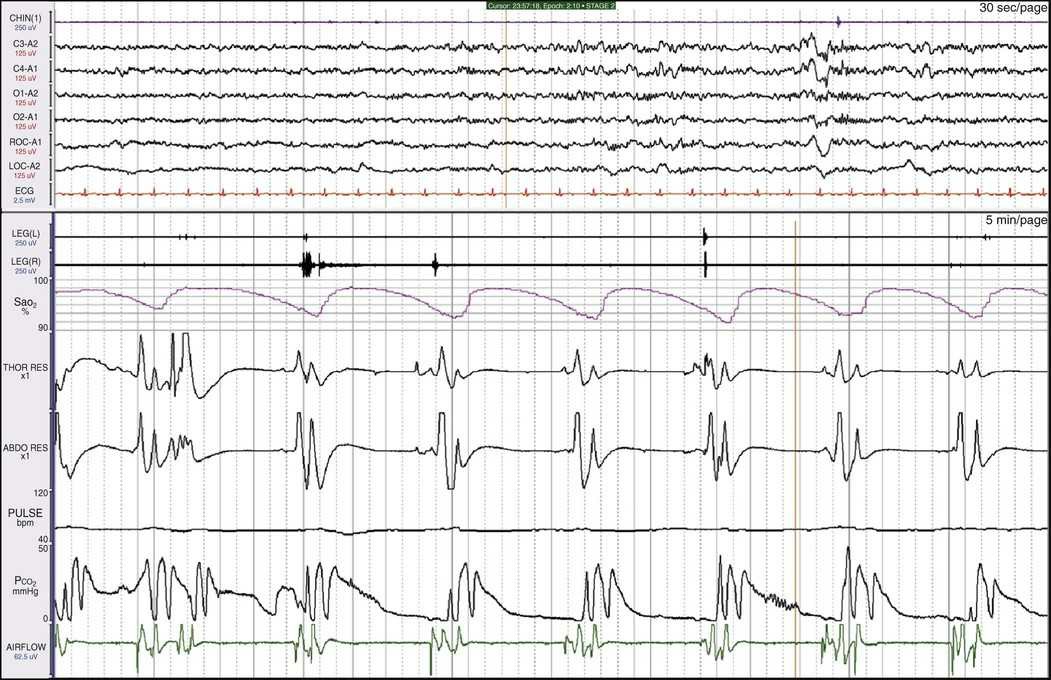 Cursor: 23:57:18, Epoch: 2:10 • STAGE 2
30 sec/page
CHIN(1)
250 uV
C3-A2
125 uV
C4-A1
125 uV
O1-A2
125 uV
O2-A1
125 uV
ROC-A1
125 uV
LOC-A2
125 uV
ECG
2.5 mV
5 min/page
LEG(L)
250 uV
LEG(R)
250 uV
100
Sao2
%
90
THOR RES
x1
ABDO RES
x1
120
PULSE
bpm
40
50
PCO2
mmHg
0
AIRFLOW
62.5 uV